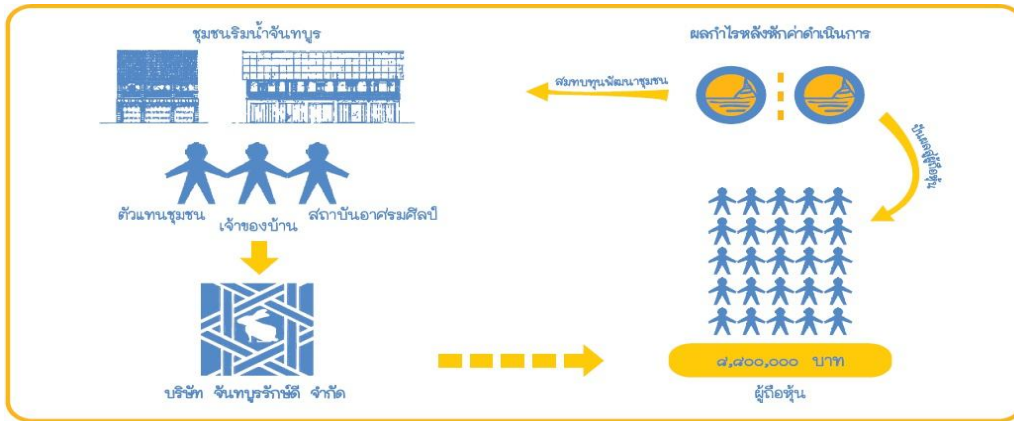 ชุมชนริมน้ำจันทบูร
ผลกำไรหลังหักค่าดำเนินการ
สมทบทุนพัฒนาชุมชน
ปันผลสู่ผู้ถือหุ้น
ตัวแทนชุมชน
เจ้าของบ้าน
สถาบันอาศรมศิลป์
บริษัท จันทบูรรักษ์ดี จำกัด
๘,๘๐๐,๐๐๐ บาท
ผู้ถือหุ้น